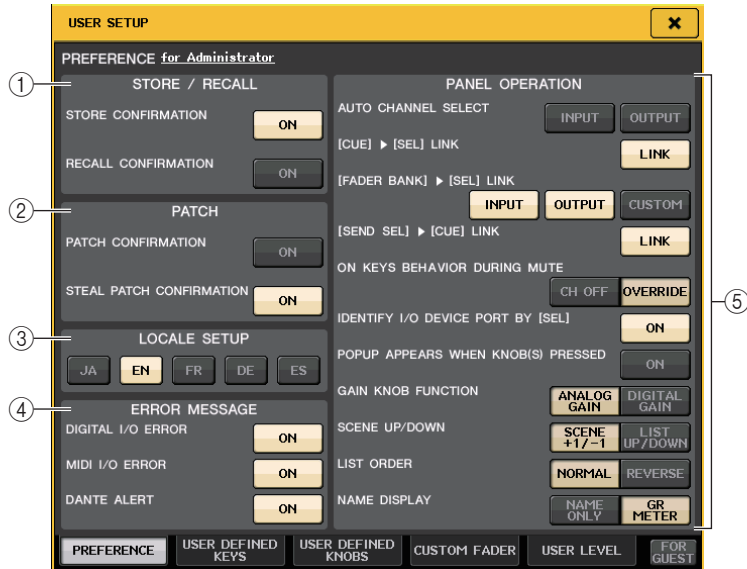 USER SETUP
×
PREFERENCE for Administrator
① STORE / RECALL
STORE CONFIRMATION ON
RECALL CONFIRMATION ON
② PATCH
PATCH CONFIRMATION ON
STEAL PATCH CONFIRMATION ON
③ LOCALE SETUP
JA EN FR DE ES
④ ERROR MESSAGE
DIGITAL I/O ERROR ON
MIDI I/O ERROR ON
DANTE ALERT ON
⑤ PANEL OPERATION
AUTO CHANNEL SELECT INPUT OUTPUT
[CUE] ▶ [SEL] LINK LINK
[FADER BANK] ▶ [SEL] LINK
INPUT OUTPUT CUSTOM
[SEND SEL] ▶ [CUE] LINK LINK
ON KEYS BEHAVIOR DURING MUTE
CH OFF OVERRIDE
IDENTIFY I/O DEVICE PORT BY [SEL] ON
POPUP APPEARS WHEN KNOB(S) PRESSED ON
GAIN KNOB FUNCTION ANALOG GAIN DIGITAL GAIN
SCENE UP/DOWN SCENE +1/-1 LIST UP/DOWN
LIST ORDER NORMAL REVERSE
NAME DISPLAY NAME ONLY GR METER
PREFERENCE USER DEFINED KEYS USER DEFINED KNOBS CUSTOM FADER USER LEVEL FOR GUEST